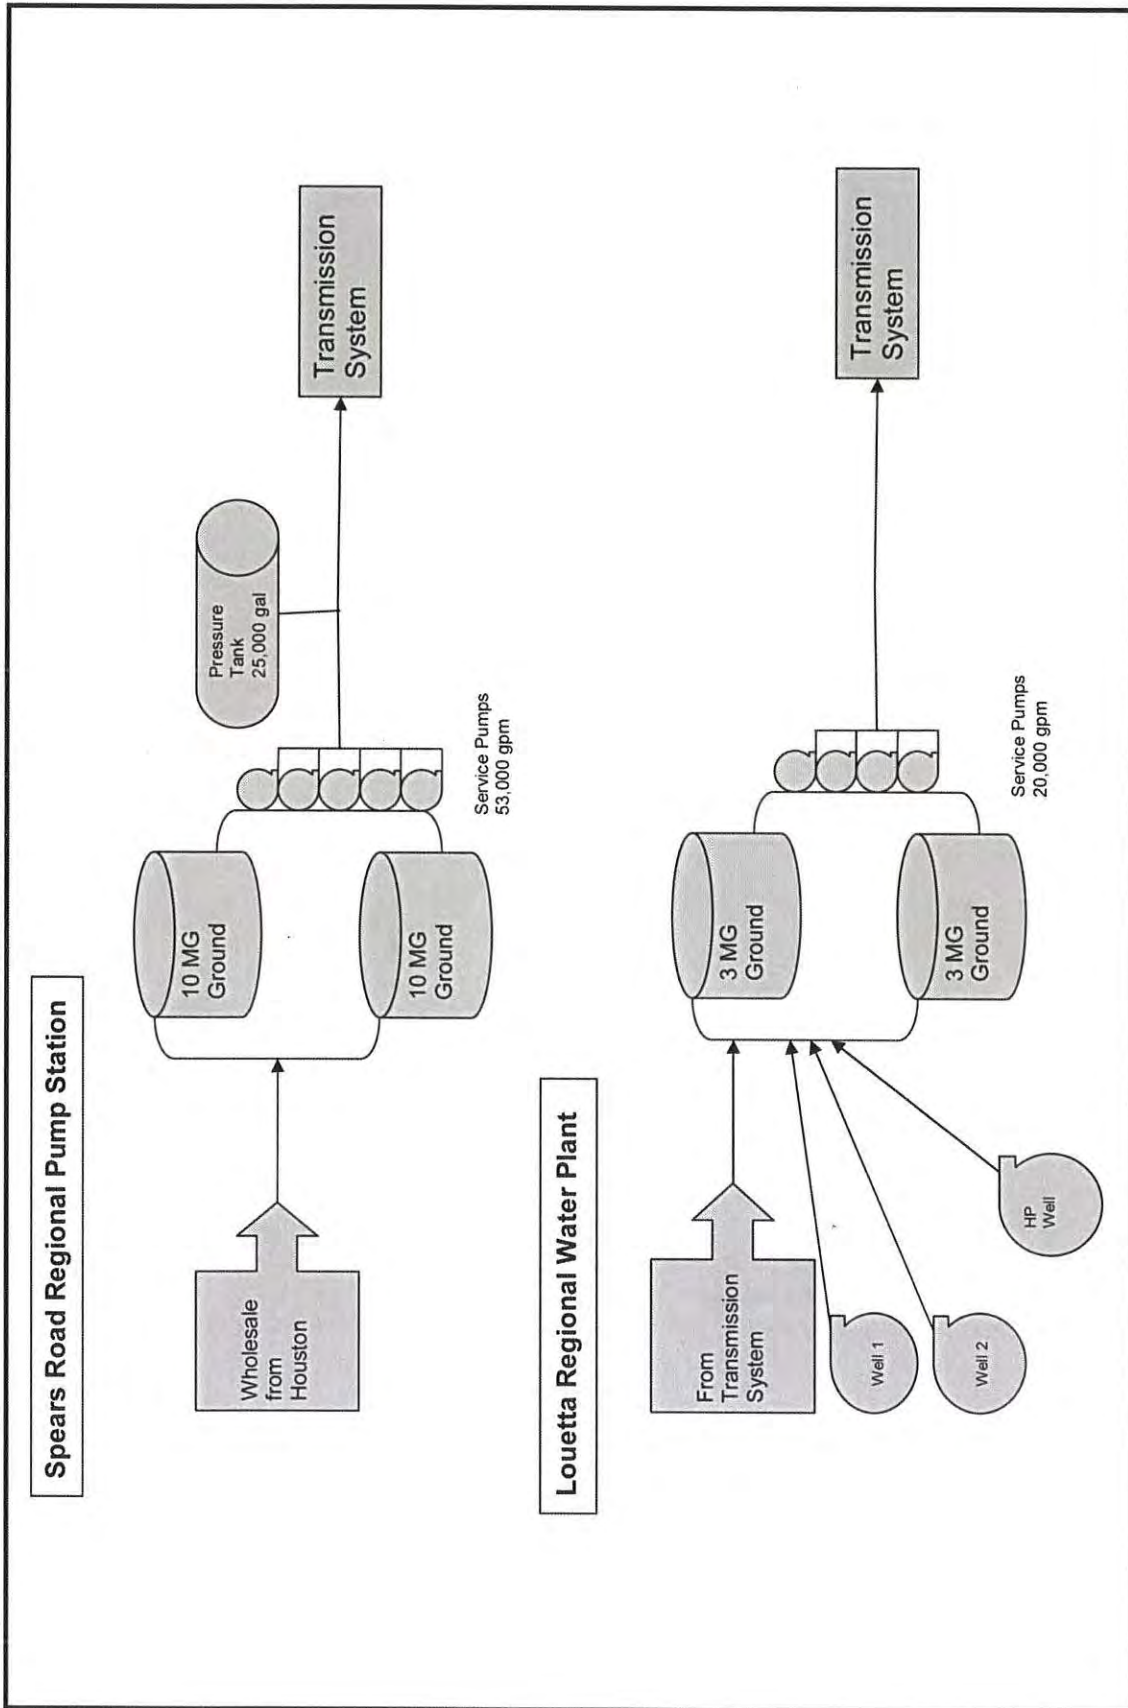 Spears Road Regional Pump Station
Wholesale
from
Houston
10 MG
Ground
10 MG
Ground
Service Pumps
53,000 gpm
Pressure
Tank
25,000 gal
Transmission
System
Louetta Regional Water Plant
From
Transmission
System
Well 1
Well 2
HP
Well
3 MG
Ground
3 MG
Ground
Service Pumps
20,000 gpm
Transmission
System